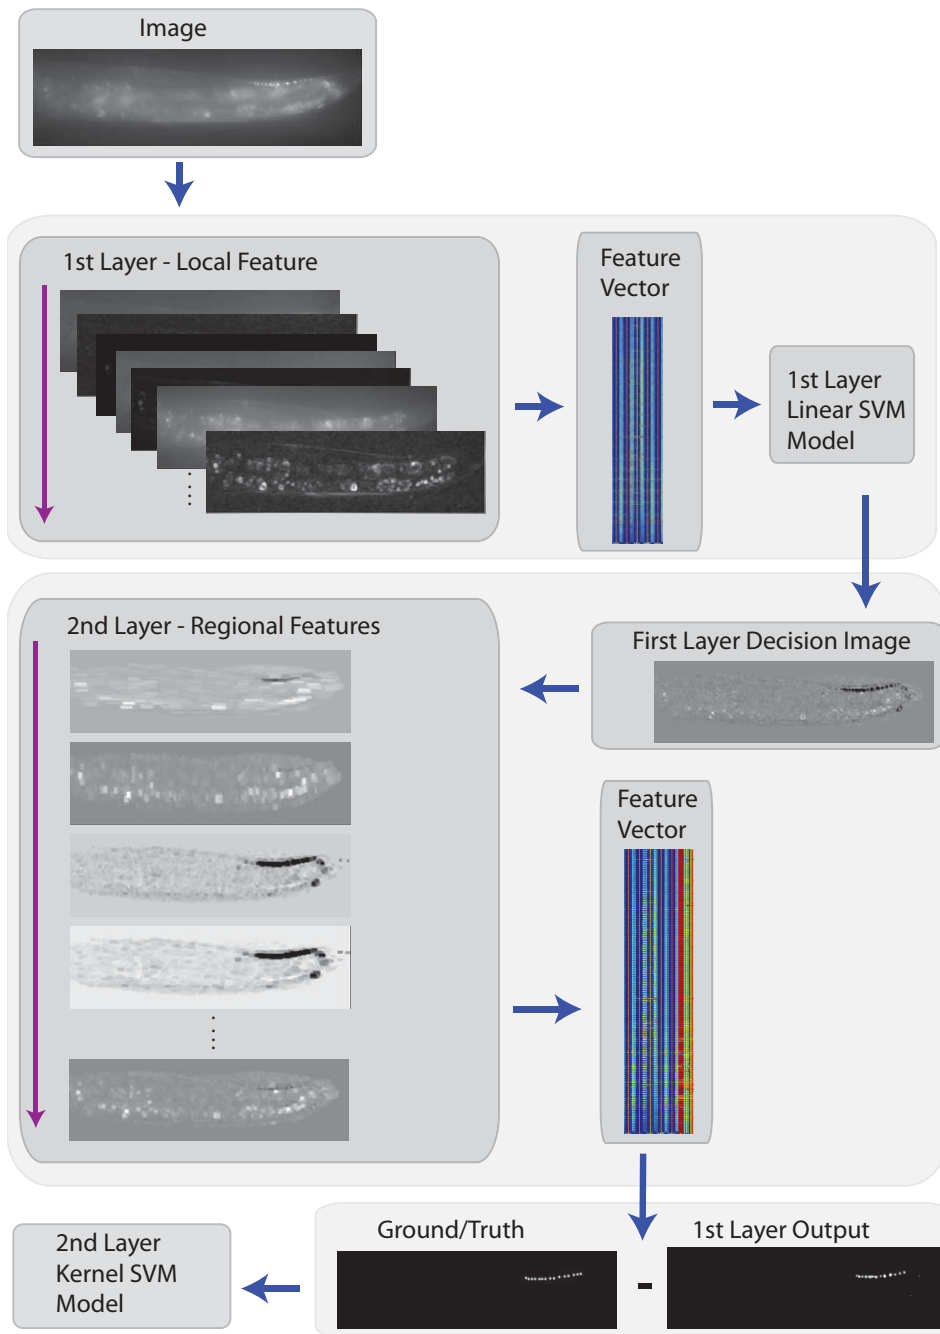 Image
1st Layer - Local Feature
Feature
Vector
1st Layer
Linear SVM
Model
First Layer Decision Image
2nd Layer - Regional Features
Feature
Vector
Ground/Truth
-
1st Layer Output
2nd Layer
Kernel SVM
Model